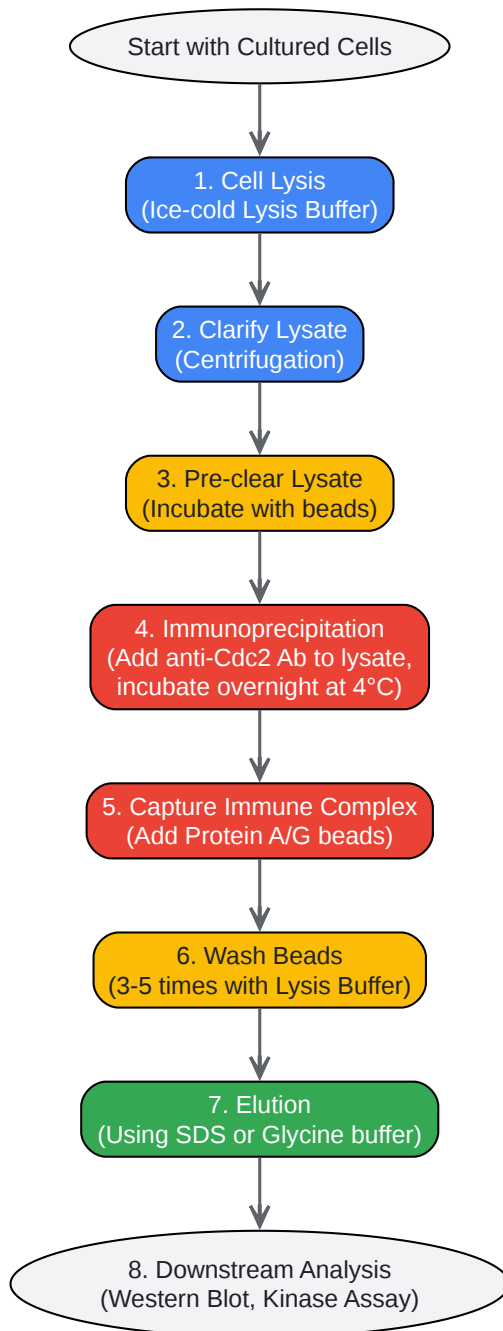 Start with Cultured Cells
1. Cell Lysis
(Ice-cold Lysis Buffer)
2. Clarify Lysate
(Centrifugation)
3. Pre-clear Lysate
(Incubate with beads)
4. Immunoprecipitation
(Add anti-Cdc2 Ab to lysate,
incubate overnight at 4°C)
5. Capture Immune Complex
(Add Protein A/G beads)
6. Wash Beads
(3-5 times with Lysis Buffer)
7. Elution
(Using SDS or Glycine buffer)
8. Downstream Analysis
(Western Blot, Kinase Assay)